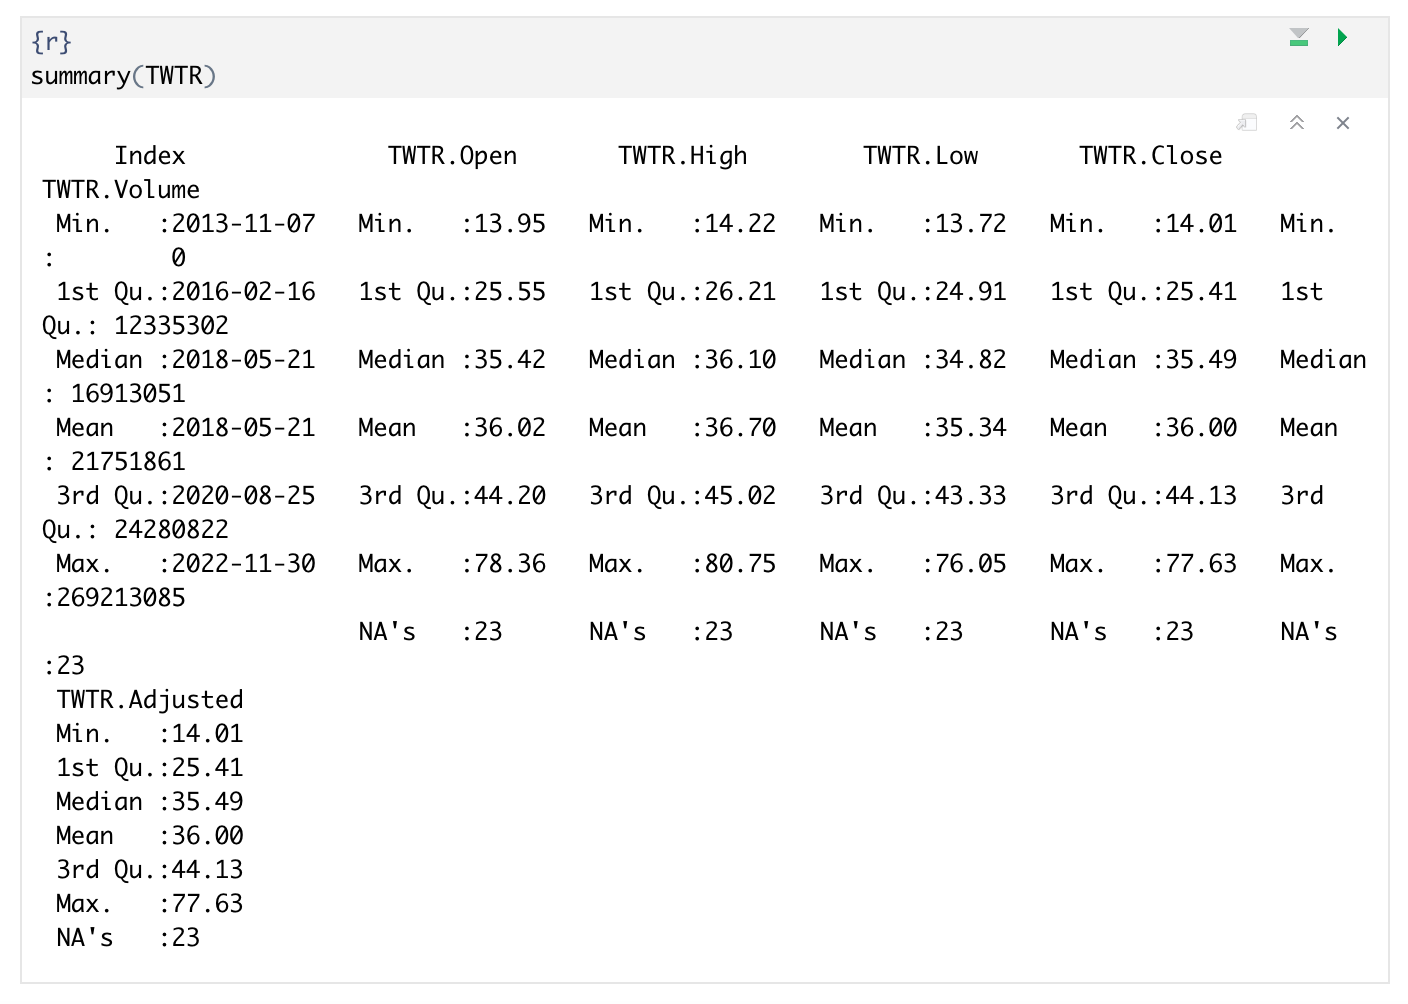 {r}
summary(TWTR)
     Index              TWTR.Open       TWTR.High        TWTR.Low       TWTR.Close
TWTR.Volume
 Min.   :2013-11-07   Min.   :13.95   Min.   :14.22   Min.   :13.72   Min.   :14.01   Min.
:        0
 1st Qu.:2016-02-16   1st Qu.:25.55   1st Qu.:26.21   1st Qu.:24.91   1st Qu.:25.41   1st
Qu.: 12335302
 Median :2018-05-21   Median :35.42   Median :36.10   Median :34.82   Median :35.49   Median
: 16913051
 Mean   :2018-05-21   Mean   :36.02   Mean   :36.70   Mean   :35.34   Mean   :36.00   Mean
: 21751861
 3rd Qu.:2020-08-25   3rd Qu.:44.20   3rd Qu.:45.02   3rd Qu.:43.33   3rd Qu.:44.13   3rd
Qu.: 24280822
 Max.   :2022-11-30   Max.   :78.36   Max.   :80.75   Max.   :76.05   Max.   :77.63   Max.
:269213085
                      NA's   :23      NA's   :23      NA's   :23      NA's   :23      NA's
:23
 TWTR.Adjusted
 Min.   :14.01
 1st Qu.:25.41
 Median :35.49
 Mean   :36.00
 3rd Qu.:44.13
 Max.   :77.63
 NA's   :23